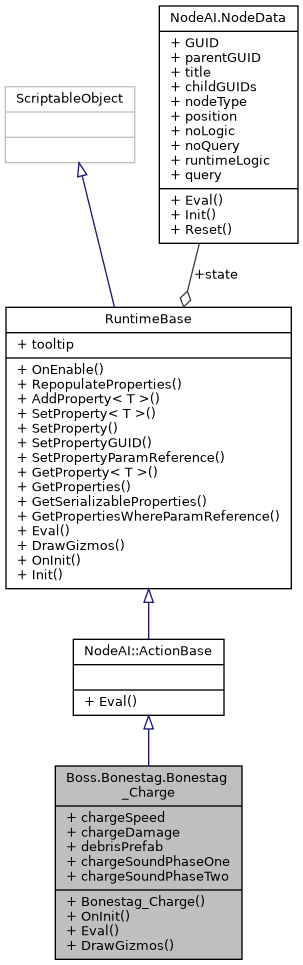 NodeAI.NodeData
+ GUID
+ parentGUID
+ title
+ childGUIDs
+ nodeType
+ position
+ noLogic
+ noQuery
+ runtimeLogic
+ query
+ Eval()
+ Init()
+ Reset()
ScriptableObject
+state
RuntimeBase
+ tooltip
+ OnEnable()
+ RepopulateProperties()
+ AddProperty< T >()
+ SetProperty< T >()
+ SetProperty()
+ SetPropertyGUID()
+ SetPropertyParamReference()
+ GetProperty< T >()
+ GetProperties()
+ GetSerializableProperties()
+ GetPropertiesWhereParamReference()
+ Eval()
+ DrawGizmos()
+ OnInit()
+ Init()
NodeAI::ActionBase
+ Eval()
Boss.Bonestag.Bonestag
_Charge
+ chargeSpeed
+ chargeDamage
+ debrisPrefab
+ chargeSoundPhaseOne
+ chargeSoundPhaseTwo
+ Bonestag_Charge()
+ OnInit()
+ Eval()
+ DrawGizmos()